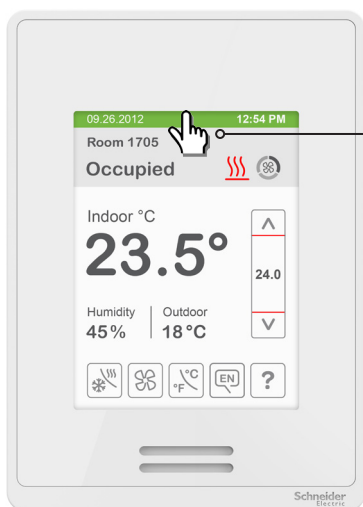 09.26.2012 12:54 PM
Room 1705
Occupied
Indoor °C
23.5°
24.0
Humidity Outdoor
45% 18°C
°C
°F
EN
?
Schneider
Electric